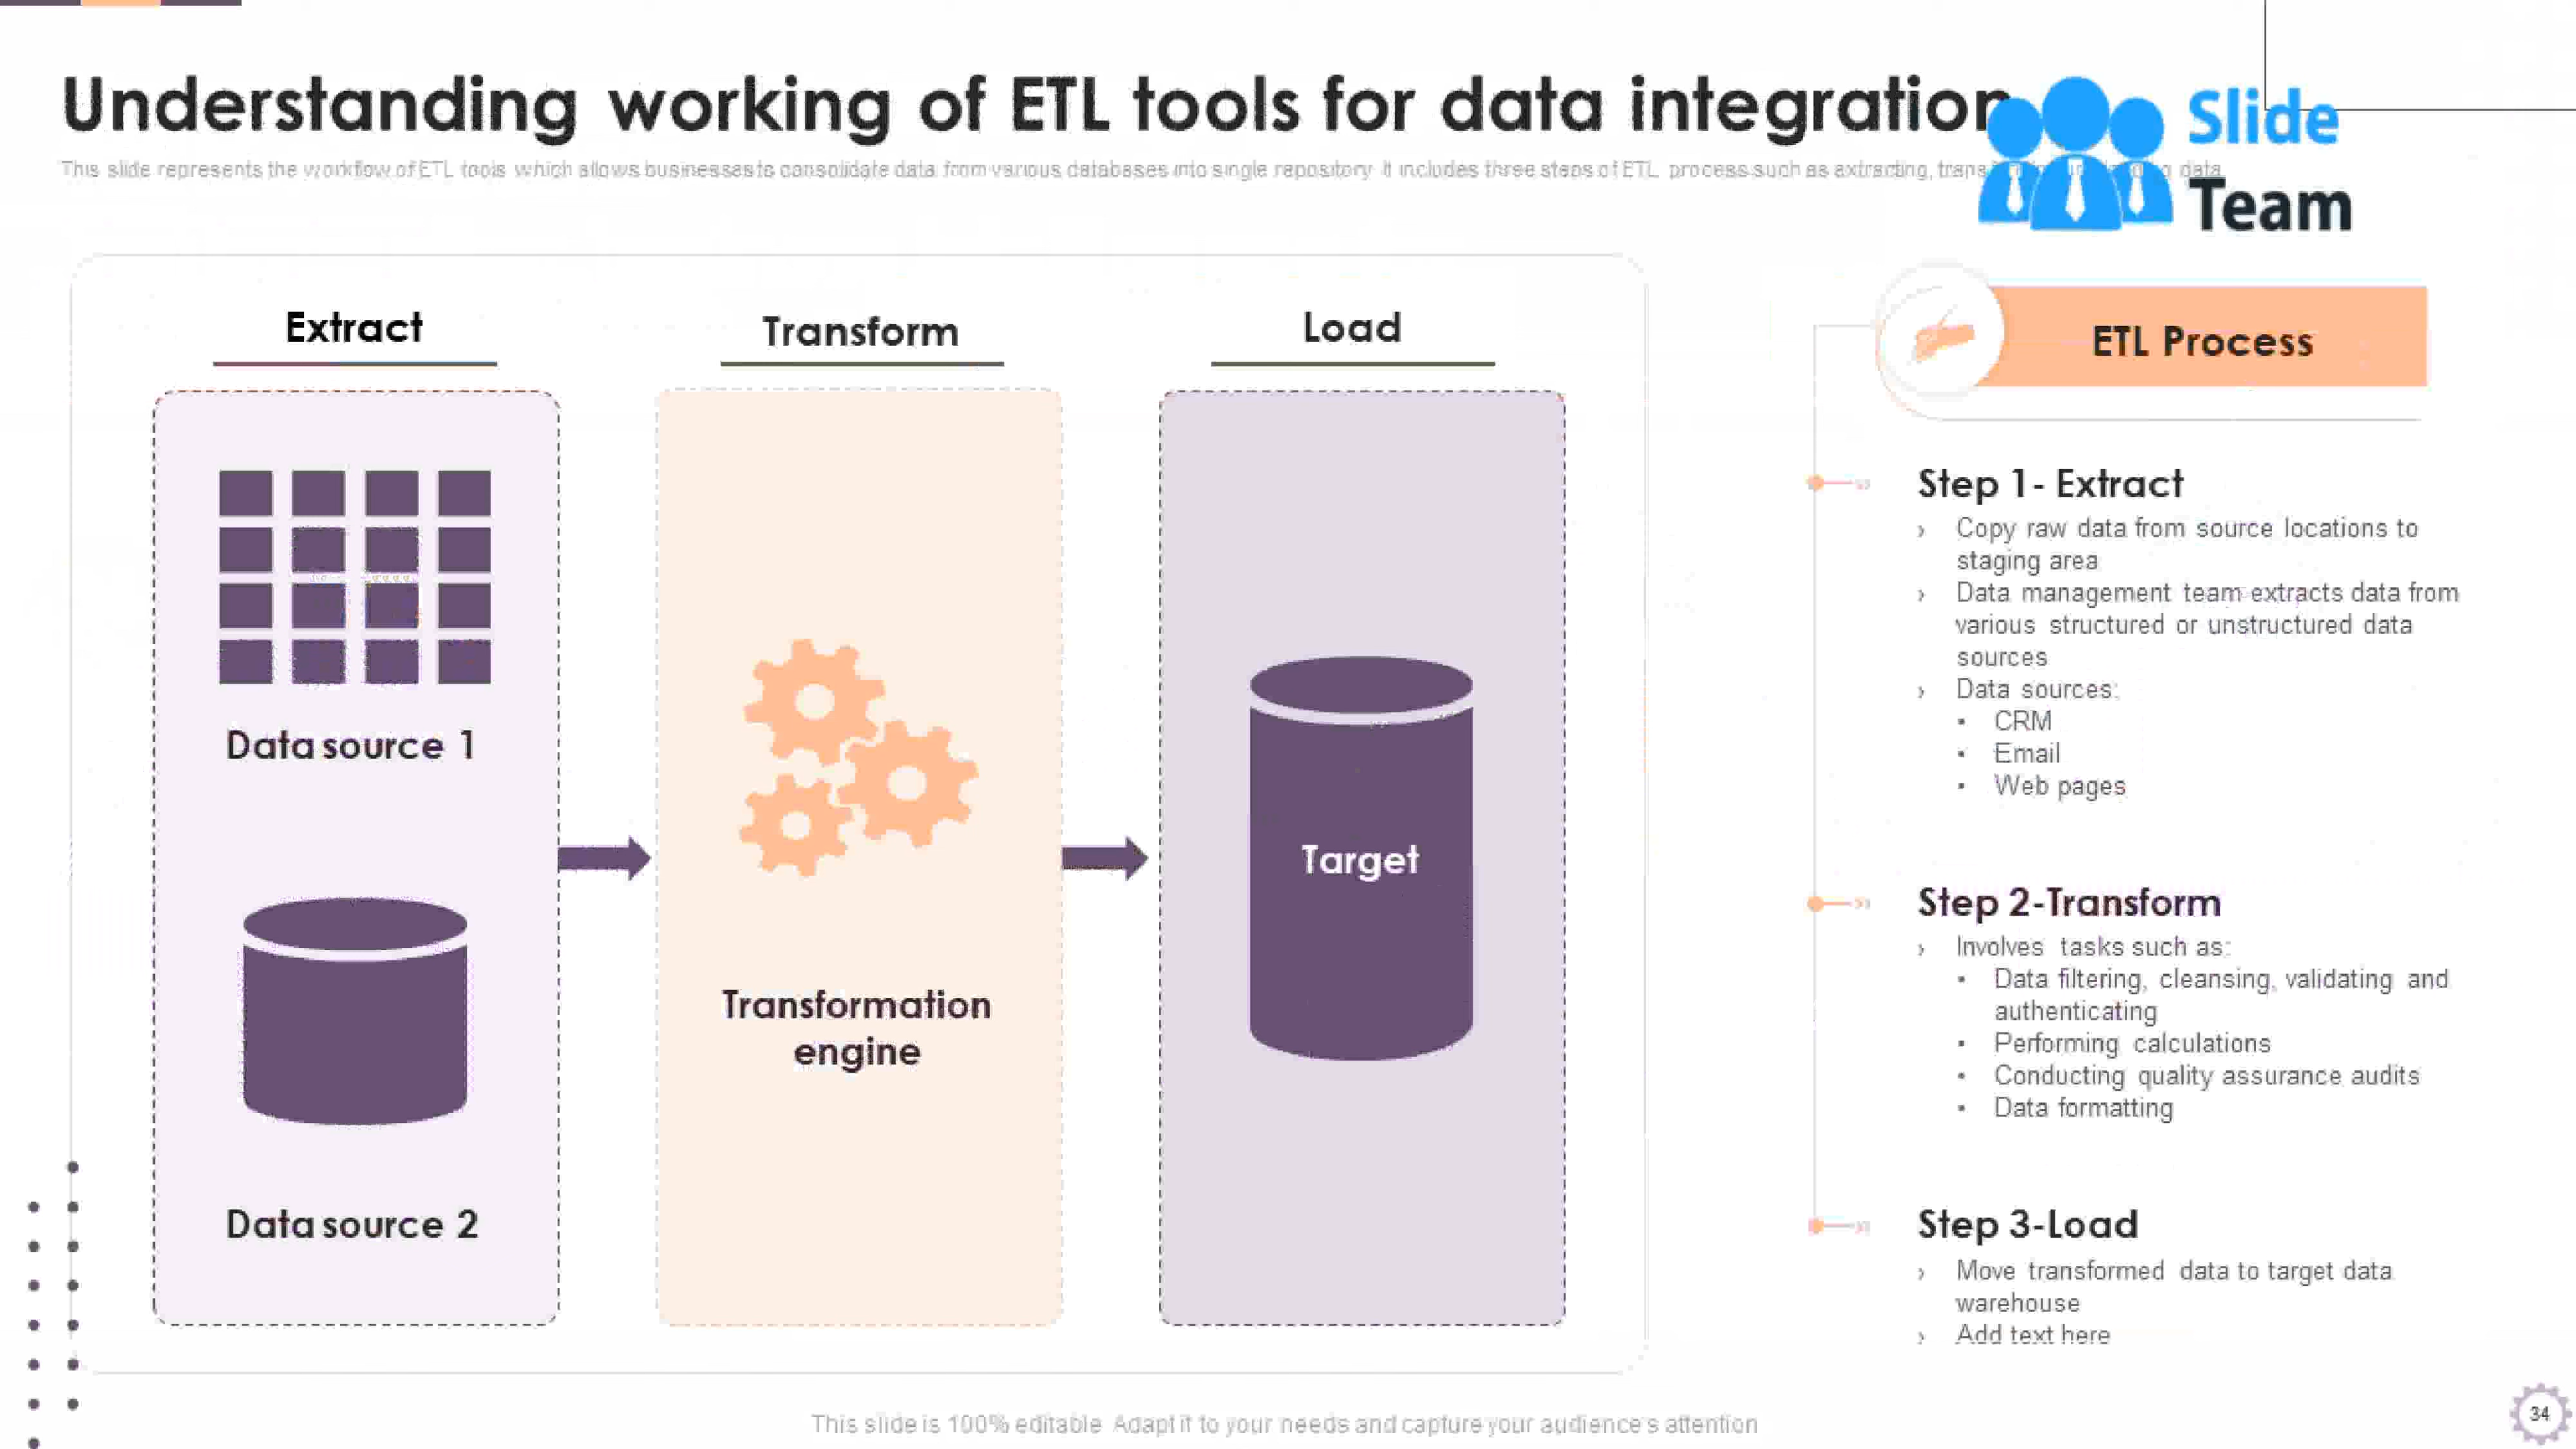 Understanding working of ETL tools for data integration
Slide
Team
This slide represents the workflow of ETL tools which allows businesses to consolidate data from various databases into single repository It includes three steps of ETL process such as extracting, data
Extract
Transform
Load
Data source 1
Data source 2
Transformation
engine
Target
ETL Process
Step 1- Extract
› Copy raw data from source locations to
staging area
› Data management team extracts data from
various structured or unstructured data
sources
› Data sources:
• CRM
• Email
• Web pages
Step 2-Transform
› Involves tasks such as:
• Data filtering, cleansing, validating and
authenticating
• Performing calculations
• Conducting quality assurance audits
• Data formatting
Step 3-Load
› Move transformed data to target data
warehouse
› Add text here
This slide is 100% editable Adapt it to your needs and capture your audience's attention
34